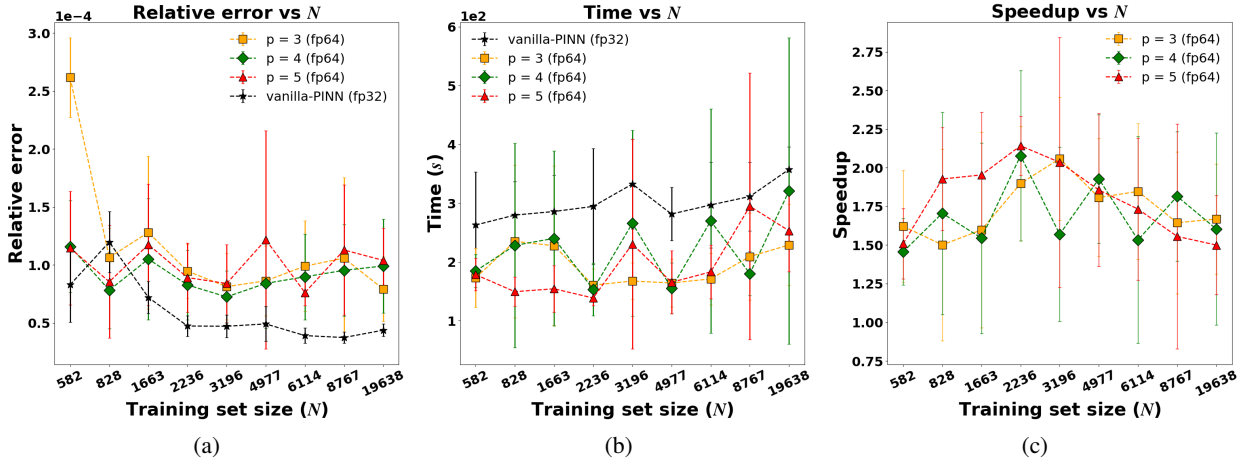 Relative error vs N
1e−4
Relative error
3.0
2.5
2.0
1.5
1.0
0.5
p = 3 (fp64)
p = 4 (fp64)
p = 5 (fp64)
vanilla-PINN (fp32)
582
828
1663
2236
3196
4977
6114
8767
19638
Training set size (N)
(a)
Time vs N
1e2
Time (s)
6
5
4
3
2
1
vanilla-PINN (fp32)
p = 3 (fp64)
p = 4 (fp64)
p = 5 (fp64)
582
828
1663
2236
3196
4977
6114
8767
19638
Training set size (N)
(b)
Speedup vs N
Speedup
2.75
2.50
2.25
2.00
1.75
1.50
1.25
1.00
0.75
p = 3 (fp64)
p = 4 (fp64)
p = 5 (fp64)
582
828
1663
2236
3196
4977
6114
8767
19638
Training set size (N)
(c)